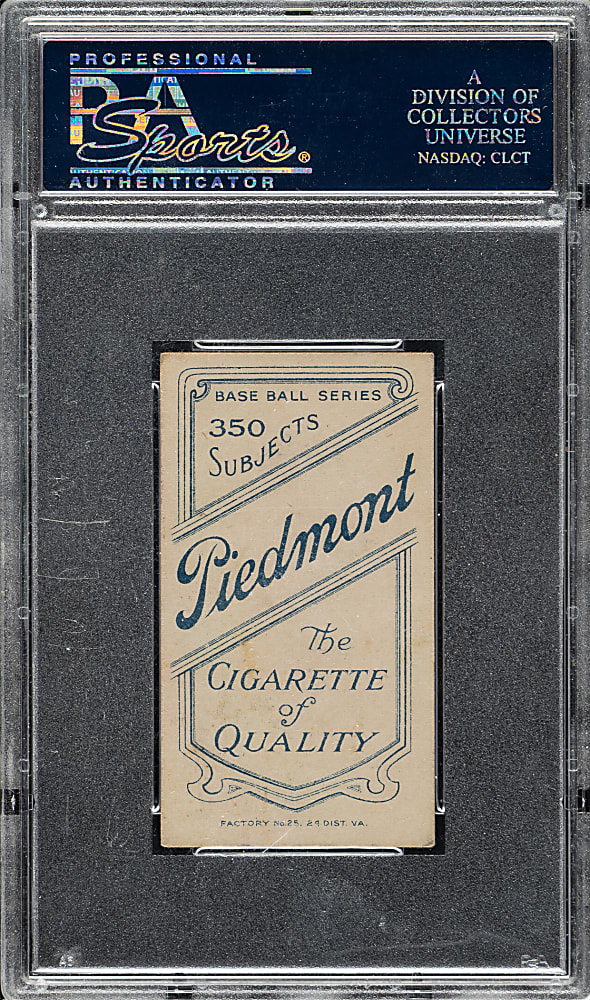 PROFESSIONAL
PSA
Sports®
AUTHENTICATOR
A
DIVISION OF
COLLECTORS
UNIVERSE
NASDAQ: CLCT
BASE BALL SERIES
350
SUBJECTS
Piedmont
The
CIGARETTE
of
QUALITY
FACTORY No. 25, 2d DIST. VA.
PSA